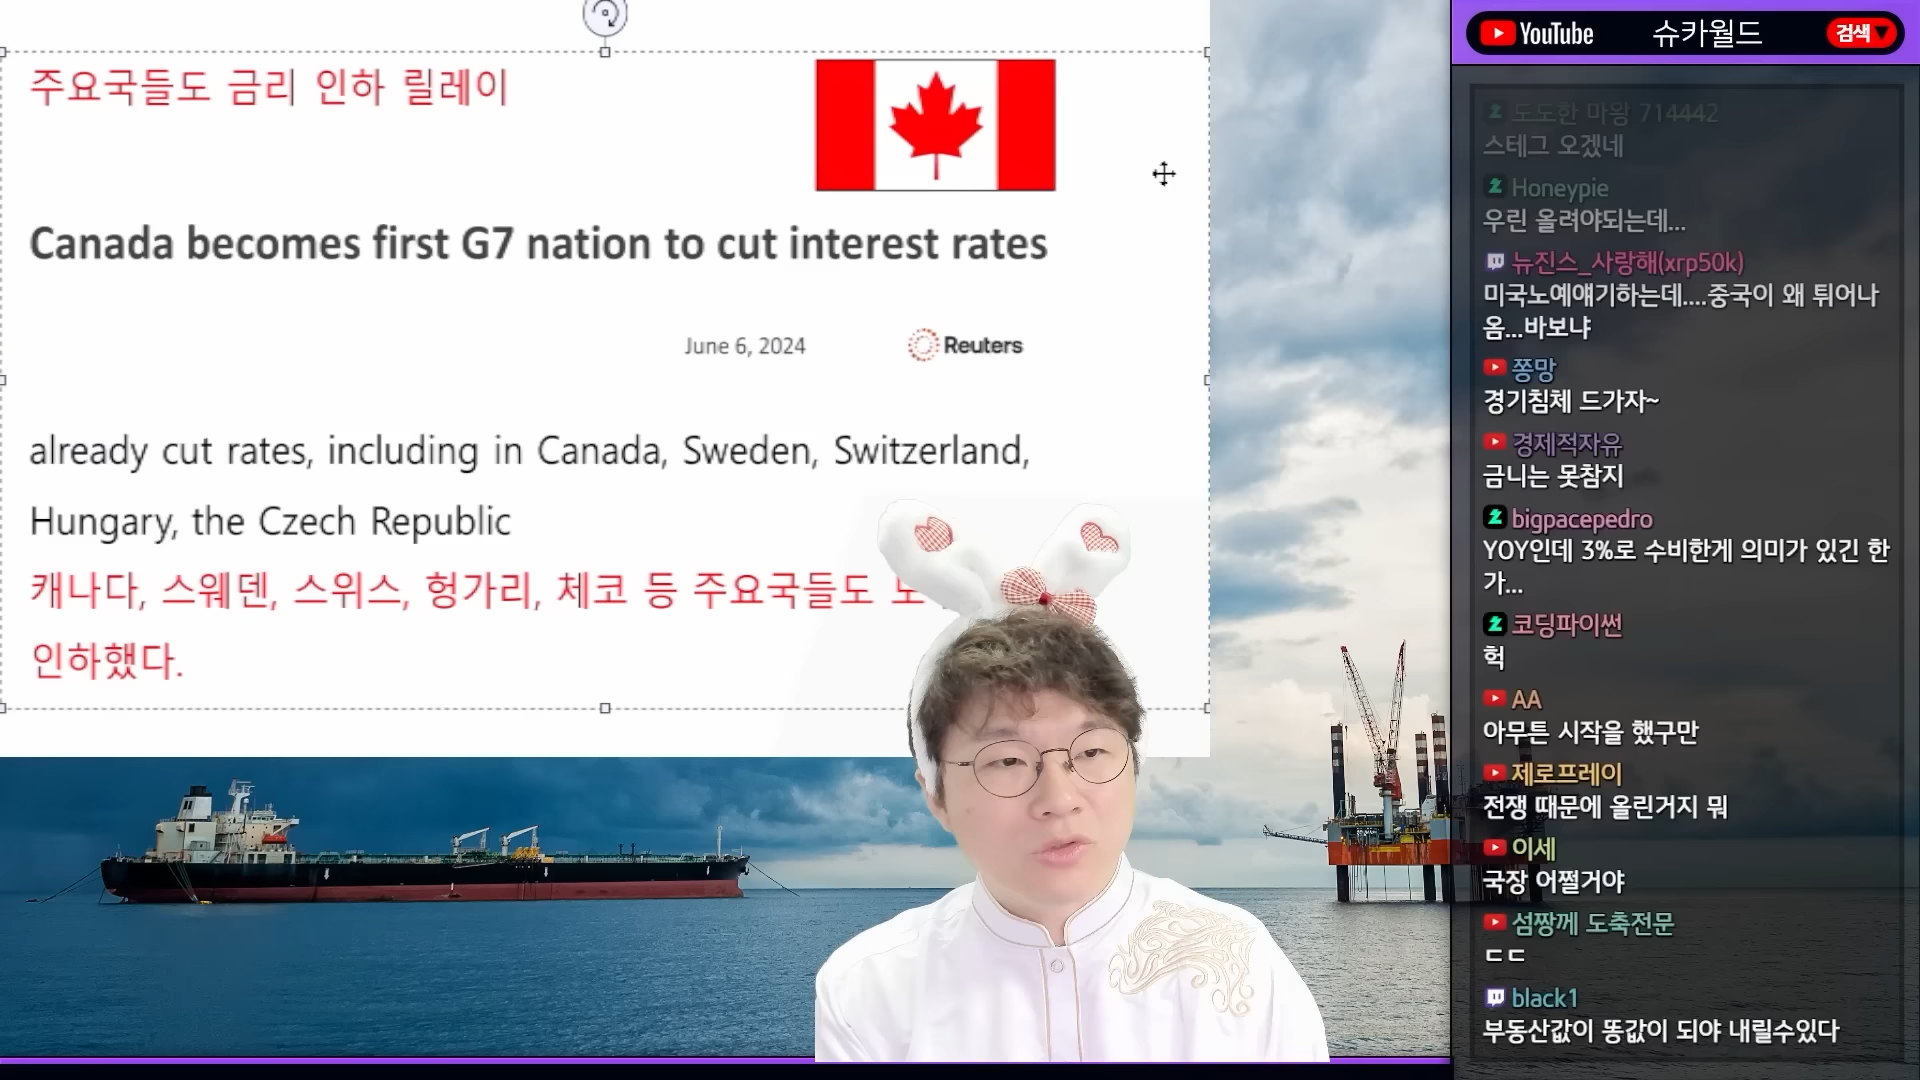 주요국들도 금리 인하 릴레이
Canada becomes first G7 nation to cut interest rates
June 6, 2024
Reuters
already cut rates, including in Canada, Sweden, Switzerland,
Hungary, the Czech Republic
캐나다, 스웨덴, 스위스, 헝가리, 체코 등 주요국들도
인하했다.
YouTube 슈카월드 검색
도도한 마왕 714442
스테그 오겠네
Honeypie
우린 올려야되는데...
뉴진스_사랑해(xrp50k)
미국노예얘기하는데....중국이 왜 튀어나
옴...바보냐
쫑망
경기침체 드가자~
경제적자유
금니는 못참지
bigpacepedro
YOY인데 3%로 수비한게 의미가 있긴 한
가...
코딩파이썬
헉
AA
아무튼 시작을 했구만
제로프레이
전쟁 때문에 올린거지 뭐
이세
국장 어쩔거야
섬짱께 도축전문
ㄷㄷ
black1
부동산값이 똥값이 되야 내릴수있다